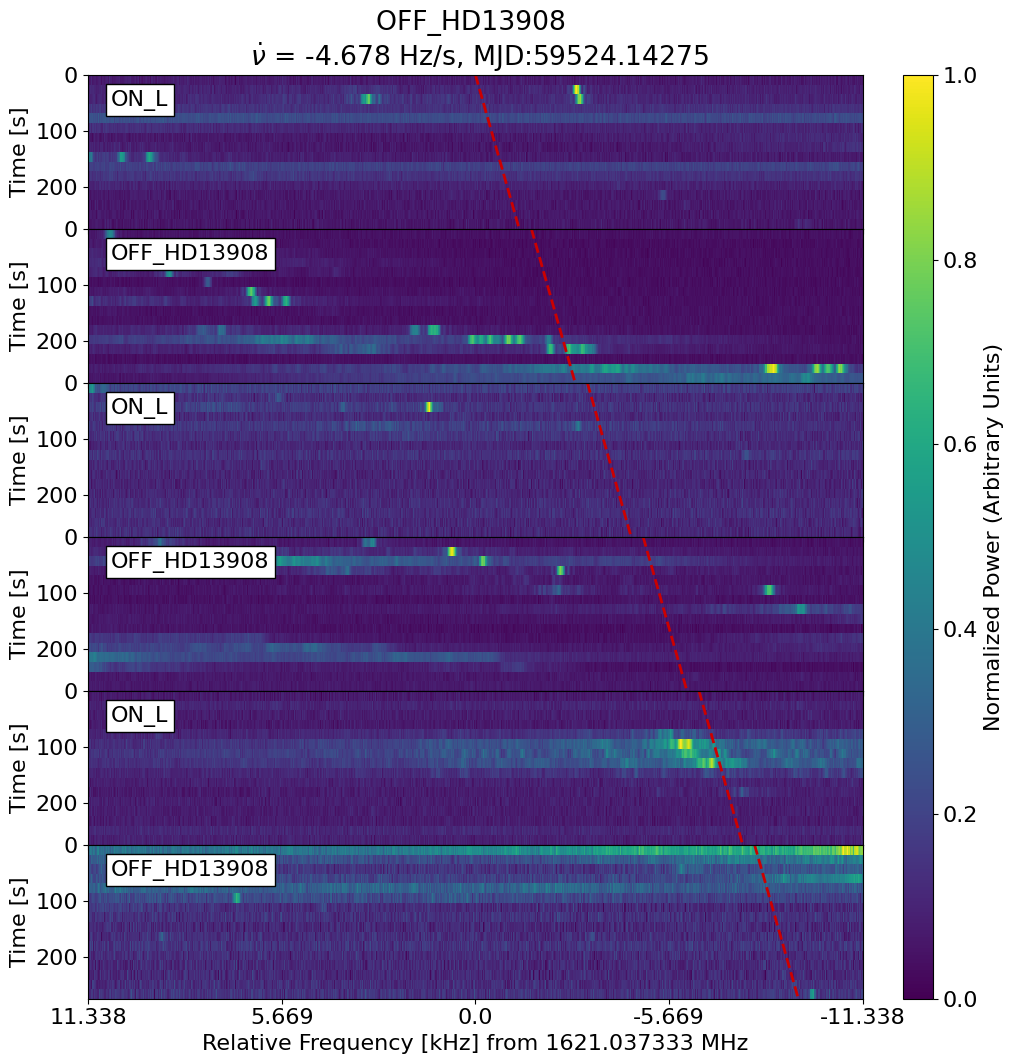 OFF_HD13908
ν̇ = -4.678 Hz/s, MJD:59524.14275
ON_L
OFF_HD13908
ON_L
OFF_HD13908
ON_L
OFF_HD13908
Time [s]
0
100
200
Time [s]
0
100
200
Time [s]
0
100
200
Time [s]
0
100
200
Time [s]
0
100
200
Time [s]
0
100
200
11.338 5.669 0.0 -5.669 -11.338
Relative Frequency [kHz] from 1621.037333 MHz
1.0
0.8
0.6
0.4
0.2
0.0
Normalized Power (Arbitrary Units)